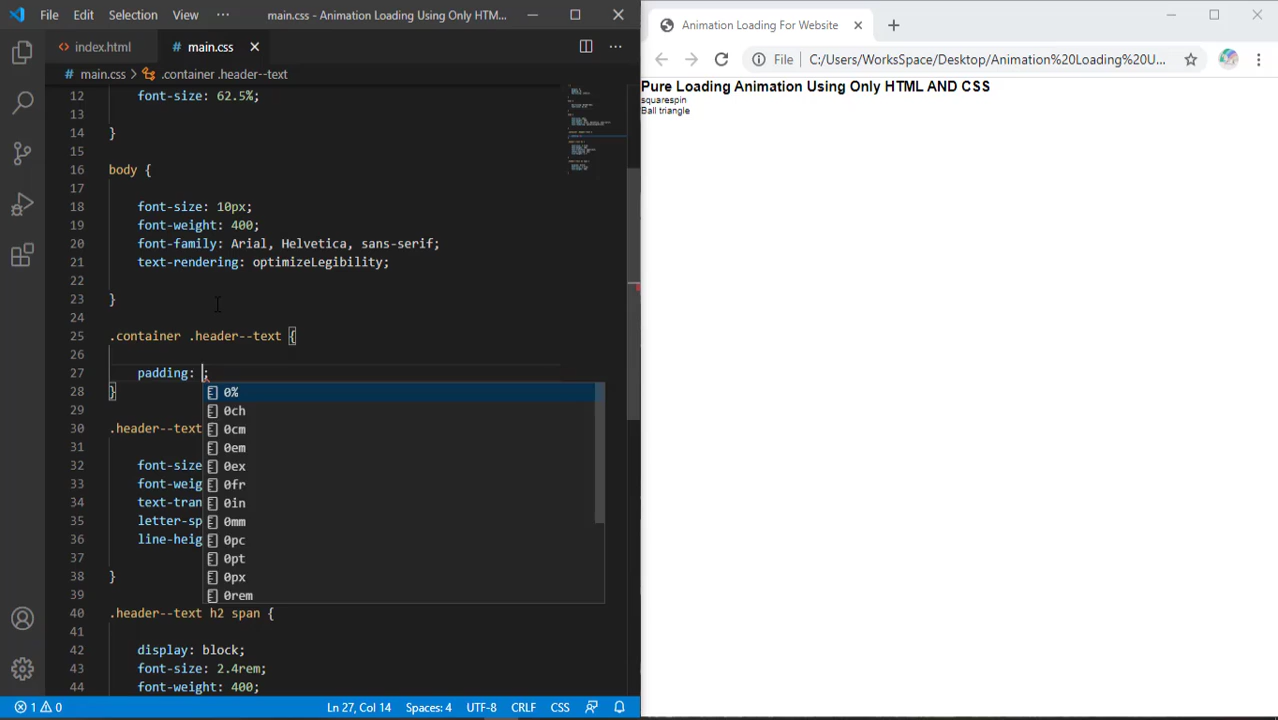 File Edit Selection View ··· main.css - Animation Loading Using Only HTM...
index.html main.css
main.css > .container .header--text
12 font-size: 62.5%;
13
14 }
15
16 body {
17
18 font-size: 10px;
19 font-weight: 400;
20 font-family: Arial, Helvetica, sans-serif;
21 text-rendering: optimizeLegibility;
22
23 }
24
25 .container .header--text {
26
27 padding: ;
28 }
29
30 .header--text
31
32 font-size
33 font-weig
34 text-tran
35 letter-sp
36 line-heig
37
38 }
39
40 .header--text h2 span {
41
42 display: block;
43 font-size: 2.4rem;
44 font-weight: 400;
0%
0ch
0cm
0em
0ex
0fr
0in
0mm
0pc
0pt
0px
0rem
1 0 Ln 27, Col 14 Spaces: 4 UTF-8 CRLF CSS
Animation Loading For Website
File C:/Users/WorksSpace/Desktop/Animation%20Loading%20U...
Pure Loading Animation Using Only HTML AND CSS
squarespin
Ball triangle